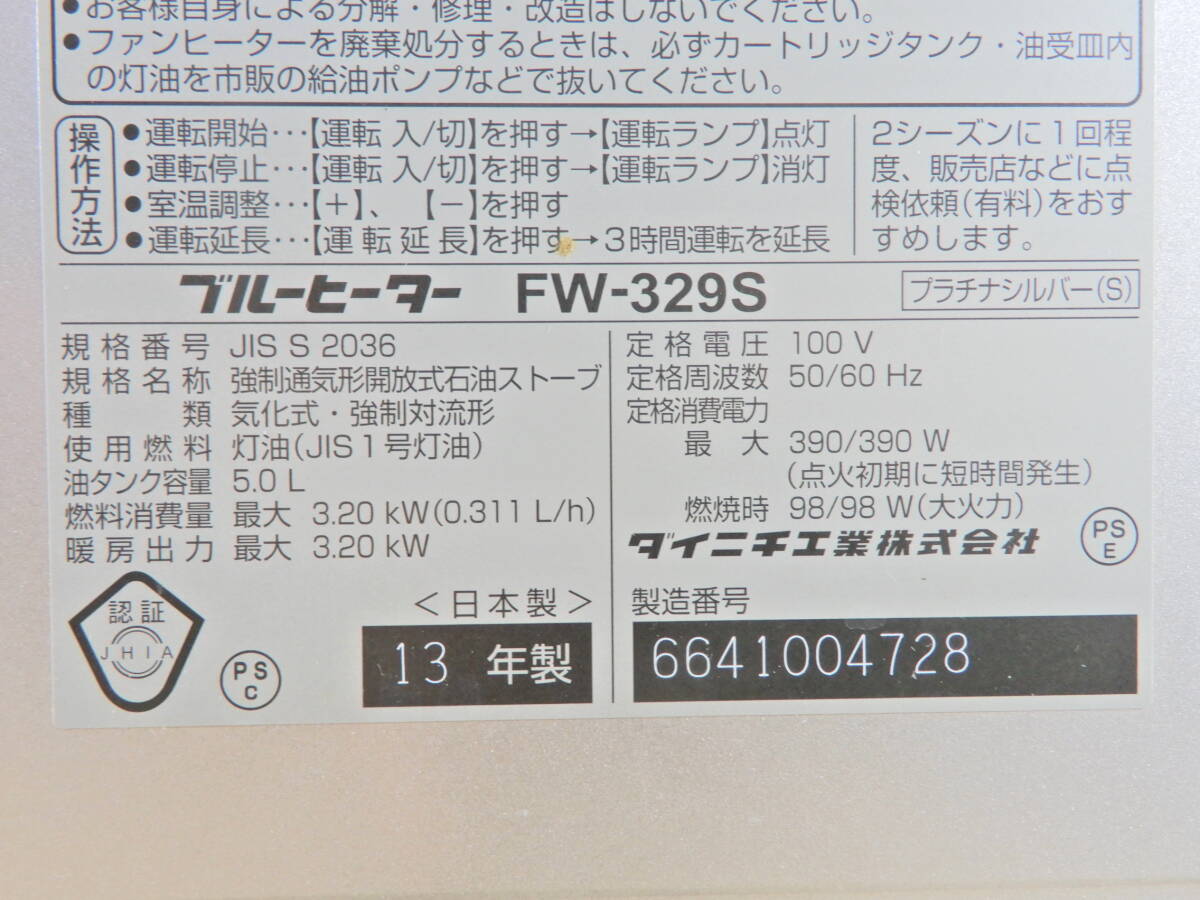 ●お客様自身による分解・修理・改造はしないでください。
●ファンヒーターを廃棄処分するときは、必ずカートリッジタンク・油受皿内
の灯油を市販の給油ポンプなどで抜いてください。
操作方法
●運転開始･･･【運転 入/切】を押す→【運転ランプ】点灯
●運転停止･･･【運転 入/切】を押す→【運転ランプ】消灯
●室温調整･･･【＋】、【－】を押す
●運転延長･･･【運転延長】を押す→3時間運転を延長
2シーズンに1回程
度、販売店などに点
検依頼(有料)をおす
すめします。
ブルーヒーター FW-329S
プラチナシルバー(S)
規格番号 JIS S 2036
規格名称 強制通気形開放式石油ストーブ
種類 気化式・強制対流形
使用燃料 灯油(JIS1号灯油)
油タンク容量 5.0 L
燃料消費量 最大 3.20 kW(0.311 L/h)
暖房出力 最大 3.20 kW
定格電圧 100 V
定格周波数 50/60 Hz
定格消費電力
最大 390/390 W
(点火初期に短時間発生)
燃焼時 98/98 W(大火力)
ダイニチ工業株式会社
PS
E
認証
JHIA
PS
C
＜日本製＞
13 年製
製造番号
6641004728